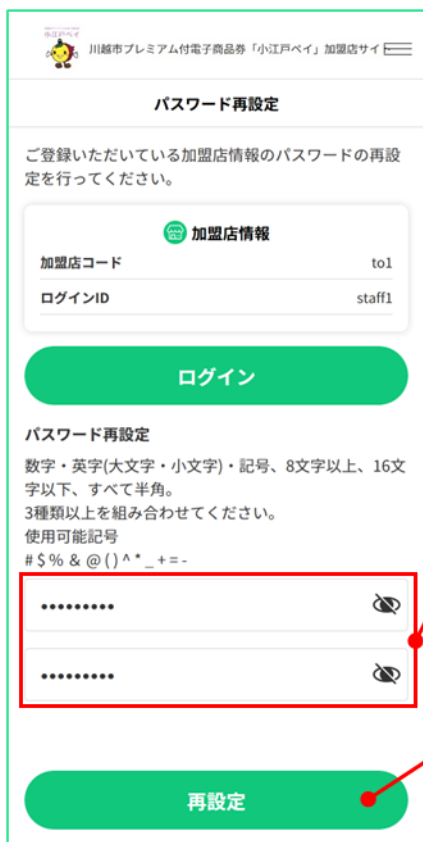 小江戸ペイ
川越市プレミアム付電子商品券「小江戸ペイ」加盟店サイト
パスワード再設定
ご登録いただいている加盟店情報のパスワードの再設
定を行ってください。
加盟店情報
加盟店コード to1
ログインID staff1
ログイン
パスワード再設定
数字・英字(大文字・小文字)・記号、8文字以上、16文
字以下、すべて半角。
3種類以上を組み合わせてください。
使用可能記号
# $ % & @ ( ) ^ * _ + = -
•••••••••
•••••••••
再設定